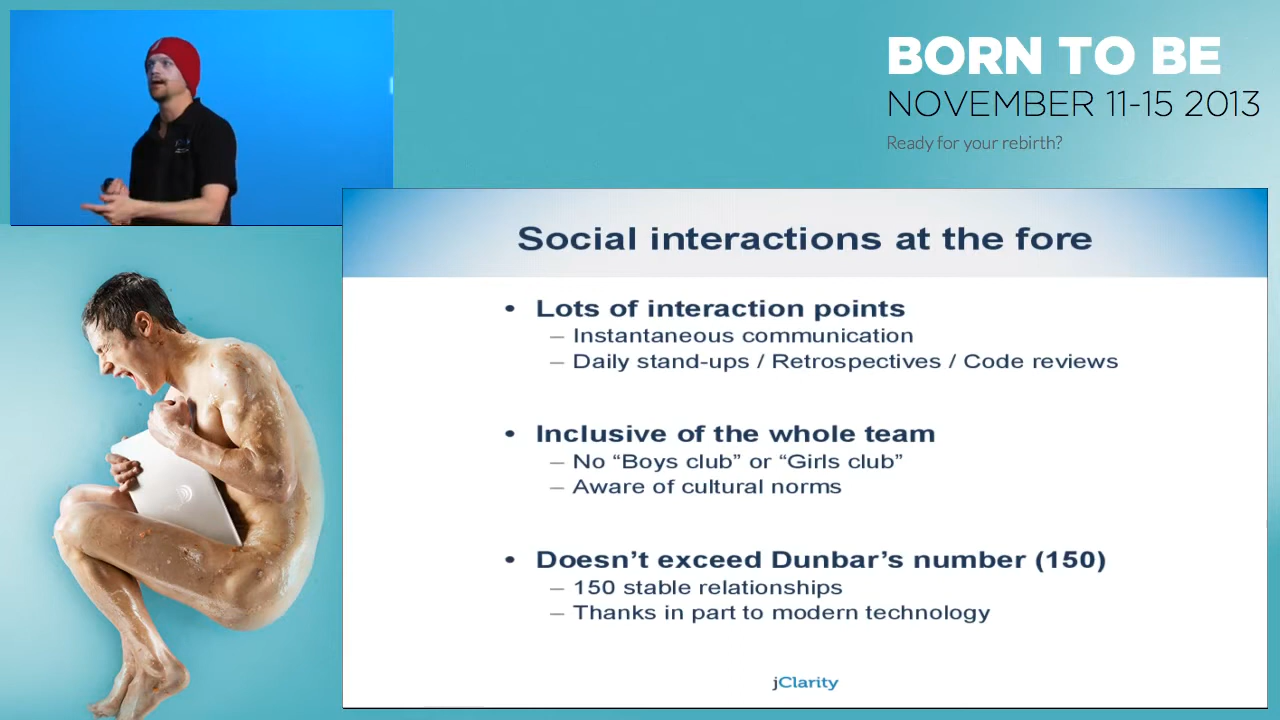 BORN TO BE
NOVEMBER 11-15 2013
Ready for your rebirth?
Social interactions at the fore
• Lots of interaction points
– Instantaneous communication
– Daily stand-ups / Retrospectives / Code reviews
• Inclusive of the whole team
– No “Boys club” or “Girls club”
– Aware of cultural norms
• Doesn’t exceed Dunbar’s number (150)
– 150 stable relationships
– Thanks in part to modern technology
jClarity